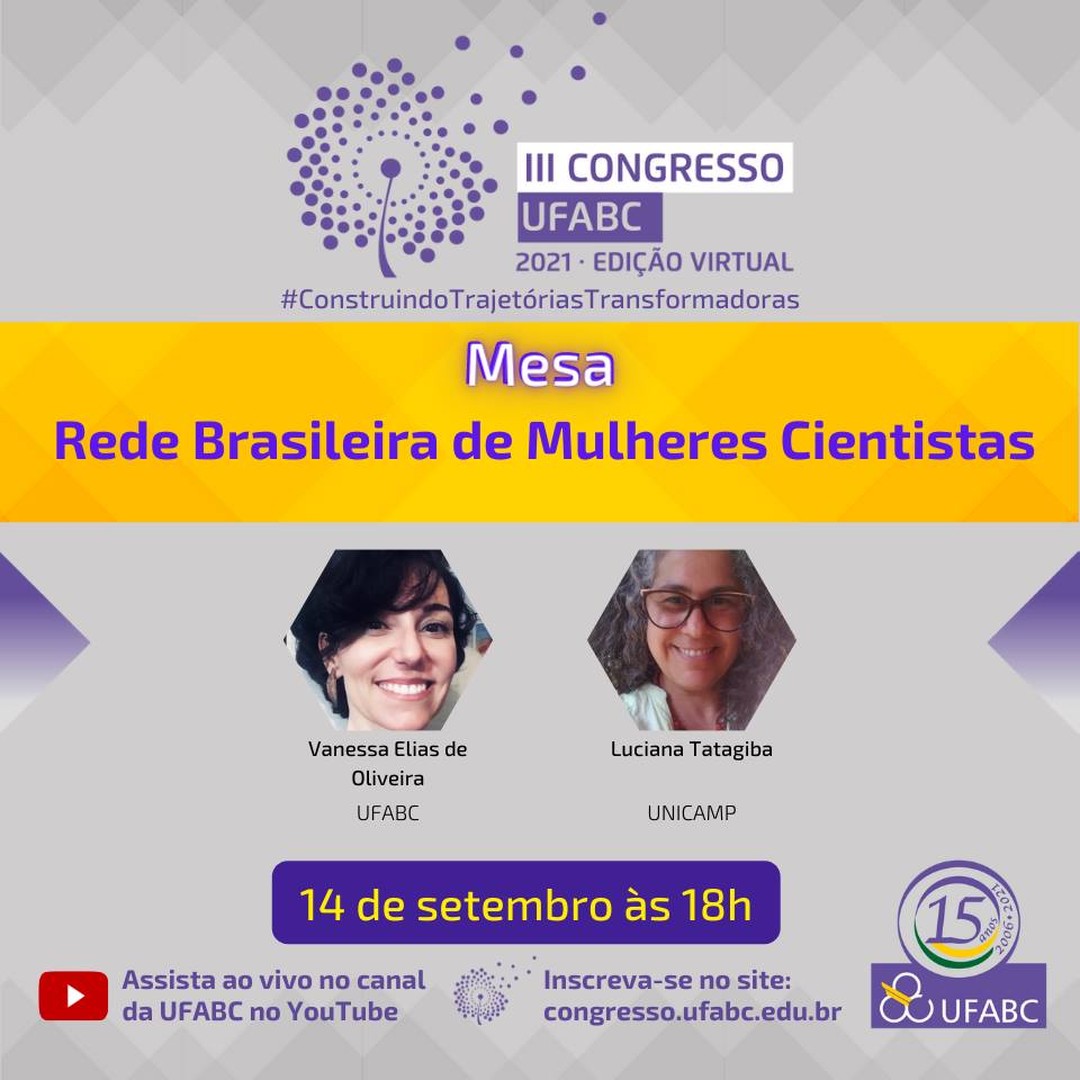 III CONGRESSO
UFABC
2021 · EDIÇÃO VIRTUAL
#ConstruindoTrajetóriasTransformadoras
Mesa
Rede Brasileira de Mulheres Cientistas
Vanessa Elias de
Oliveira
UFABC
Luciana Tatagiba
UNICAMP
14 de setembro às 18h
Assista ao vivo no canal
da UFABC no YouTube
Inscreva-se no site:
congresso.ufabc.edu.br
15
anos
2006•2021
UFABC